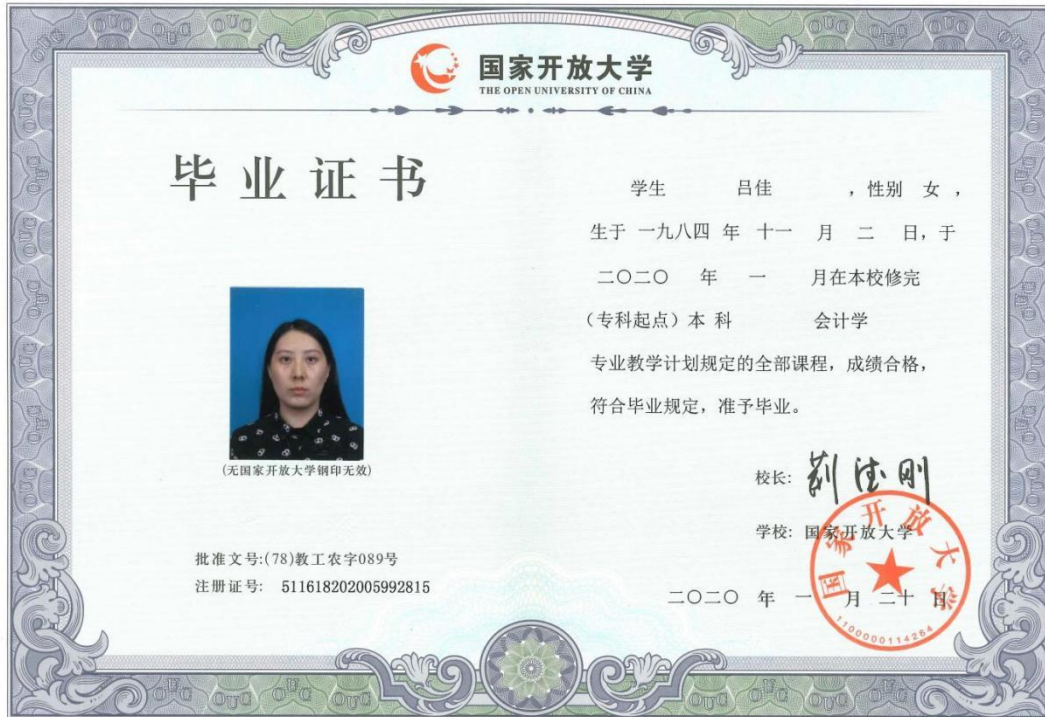 国家开放大学
THE OPEN UNIVERSITY OF CHINA
毕业证书
(无国家开放大学钢印无效)
批准文号:(78)教工农字089号
注册证号: 511618202005992815
学生 吕佳 ，性别 女 ，
生于 一九八四 年 十一 月 二 日，于
二〇二〇 年 一 月在本校修完
（专科起点）本 科 会计学
专业教学计划规定的全部课程，成绩合格，
符合毕业规定，准予毕业。
校长: 荆德刚
学校: 国家开放大学
二〇二〇 年 一 月 二十 日
国家开放大学
1100000114264